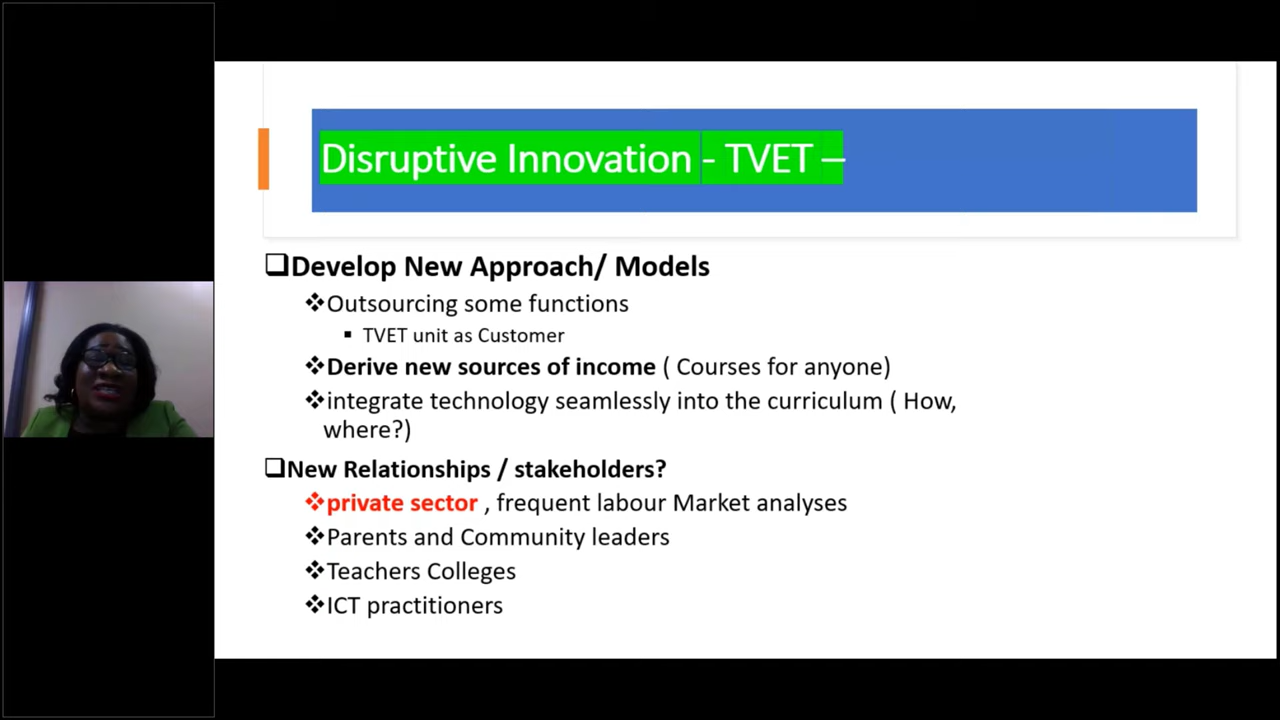 Disruptive Innovation - TVET –
Develop New Approach/ Models
Outsourcing some functions
TVET unit as Customer
Derive new sources of income ( Courses for anyone)
integrate technology seamlessly into the curriculum ( How,
where?)
New Relationships / stakeholders?
private sector , frequent labour Market analyses
Parents and Community leaders
Teachers Colleges
ICT practitioners